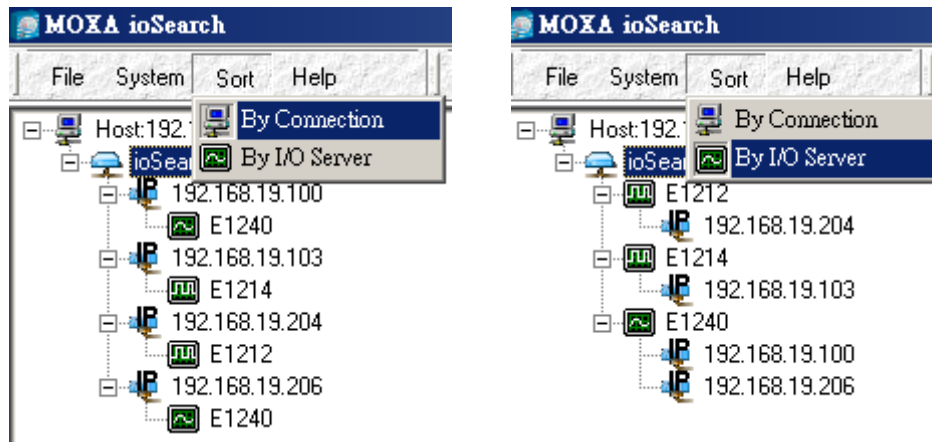 MOXA ioSearch
File System Sort Help
By Connection
By I/O Server
Host:192.
ioSea
192.168.19.100
E1240
192.168.19.103
E1214
192.168.19.204
E1212
192.168.19.206
E1240
MOXA ioSearch
File System Sort Help
By Connection
By I/O Server
Host:192.
ioSea
E1212
192.168.19.204
E1214
192.168.19.103
E1240
192.168.19.100
192.168.19.206